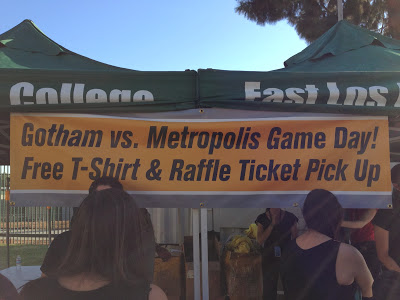 College East Los
Gotham vs. Metropolis Game Day!
Free T-Shirt & Raffle Ticket Pick Up